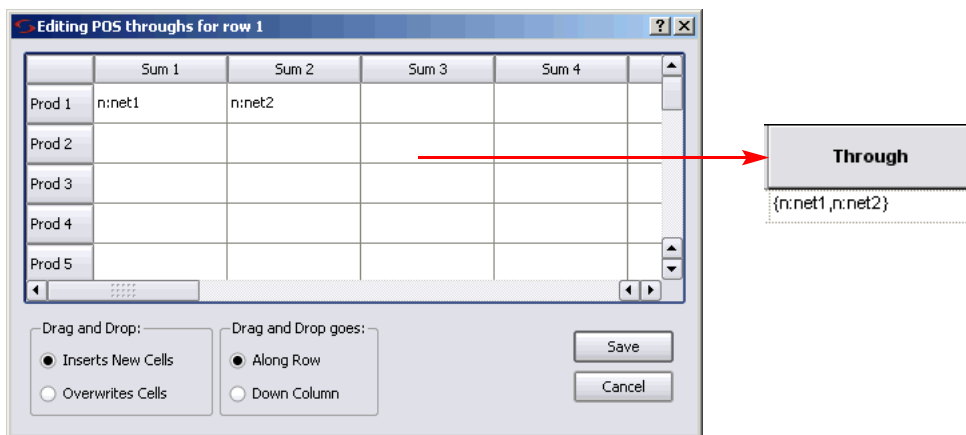 Editing POS throughs for row 1
Sum 1 Sum 2 Sum 3 Sum 4
Prod 1 n:net1 n:net2
Prod 2
Prod 3
Prod 4
Prod 5
Through
{n:net1,n:net2}
Drag and Drop: Drag and Drop goes:
Inserts New Cells Along Row Save
Overwrites Cells Down Column Cancel